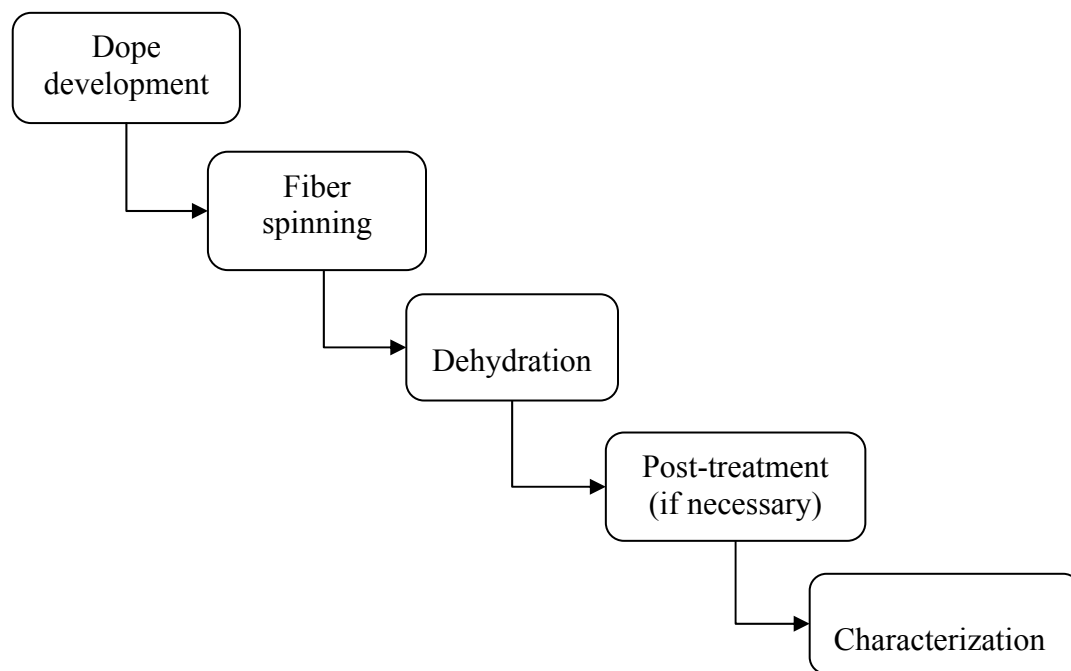 Dope
development
Fiber
spinning
Dehydration
Post-treatment
(if necessary)
Characterization